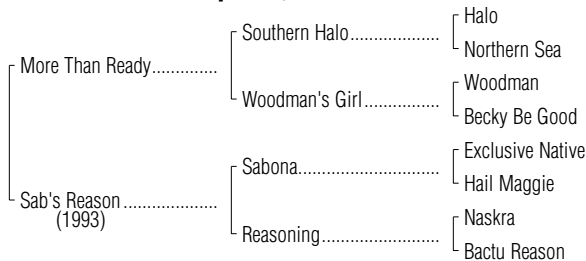 Halo
Southern Halo....................
Northern Sea
More Than Ready..............
Woodman
Woodman's Girl.................
Becky Be Good
Exclusive Native
Sabona................................
Hail Maggie
Sab's Reason....................
(1993)
Naskra
Reasoning..........................
Bactu Reason